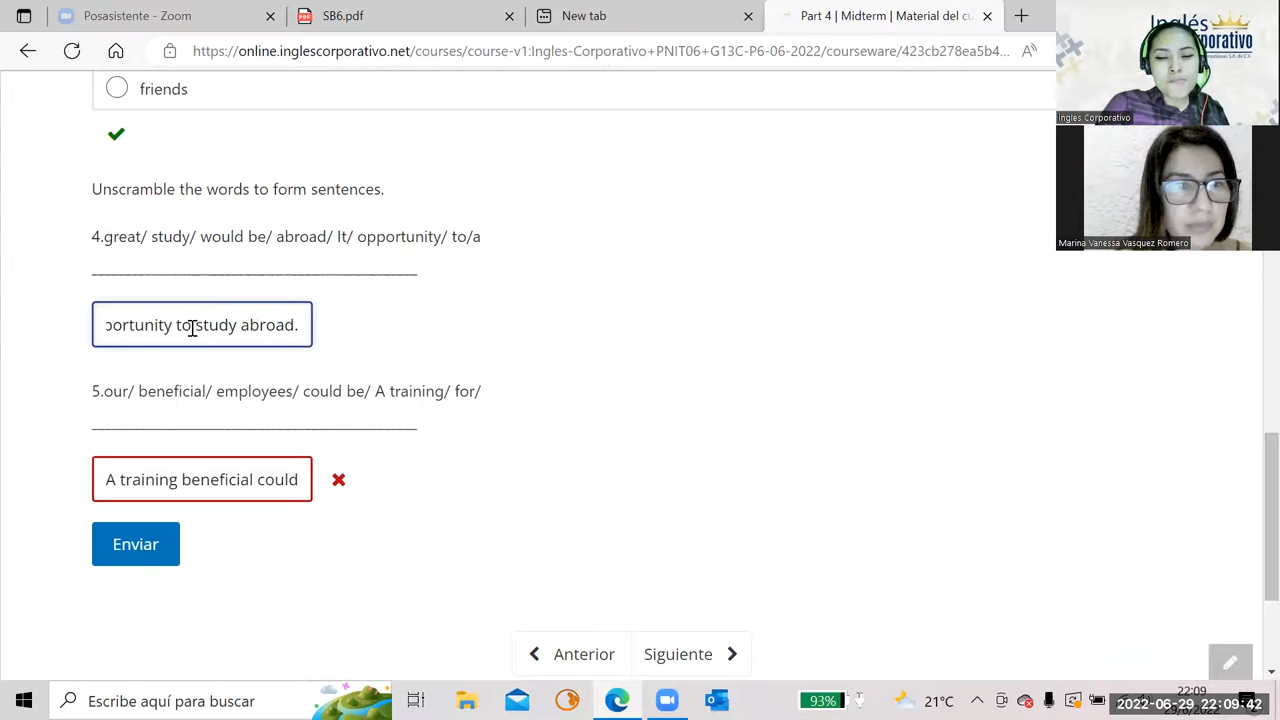 Posasistente - Zoom
SB6.pdf
New tab
Part 4 | Midterm | Material del cu
https://online.inglescorporativo.net/courses/course-v1:Ingles-Corporativo+PNIT06+G13C-P6-06-2022/courseware/423cb278ea5b4...
friends
Unscramble the words to form sentences.
4.great/ study/ would be/ abroad/ It/ opportunity/ to/a
portunity to study abroad.
5.our/ beneficial/ employees/ could be/ A training/ for/
A training beneficial could
Enviar
Anterior
Siguiente
Ingles Corporativo
Marina Vanessa Vasquez Romero
Escribe aquí para buscar
93%
21°C
22:09
2022-06-29 22:09:42